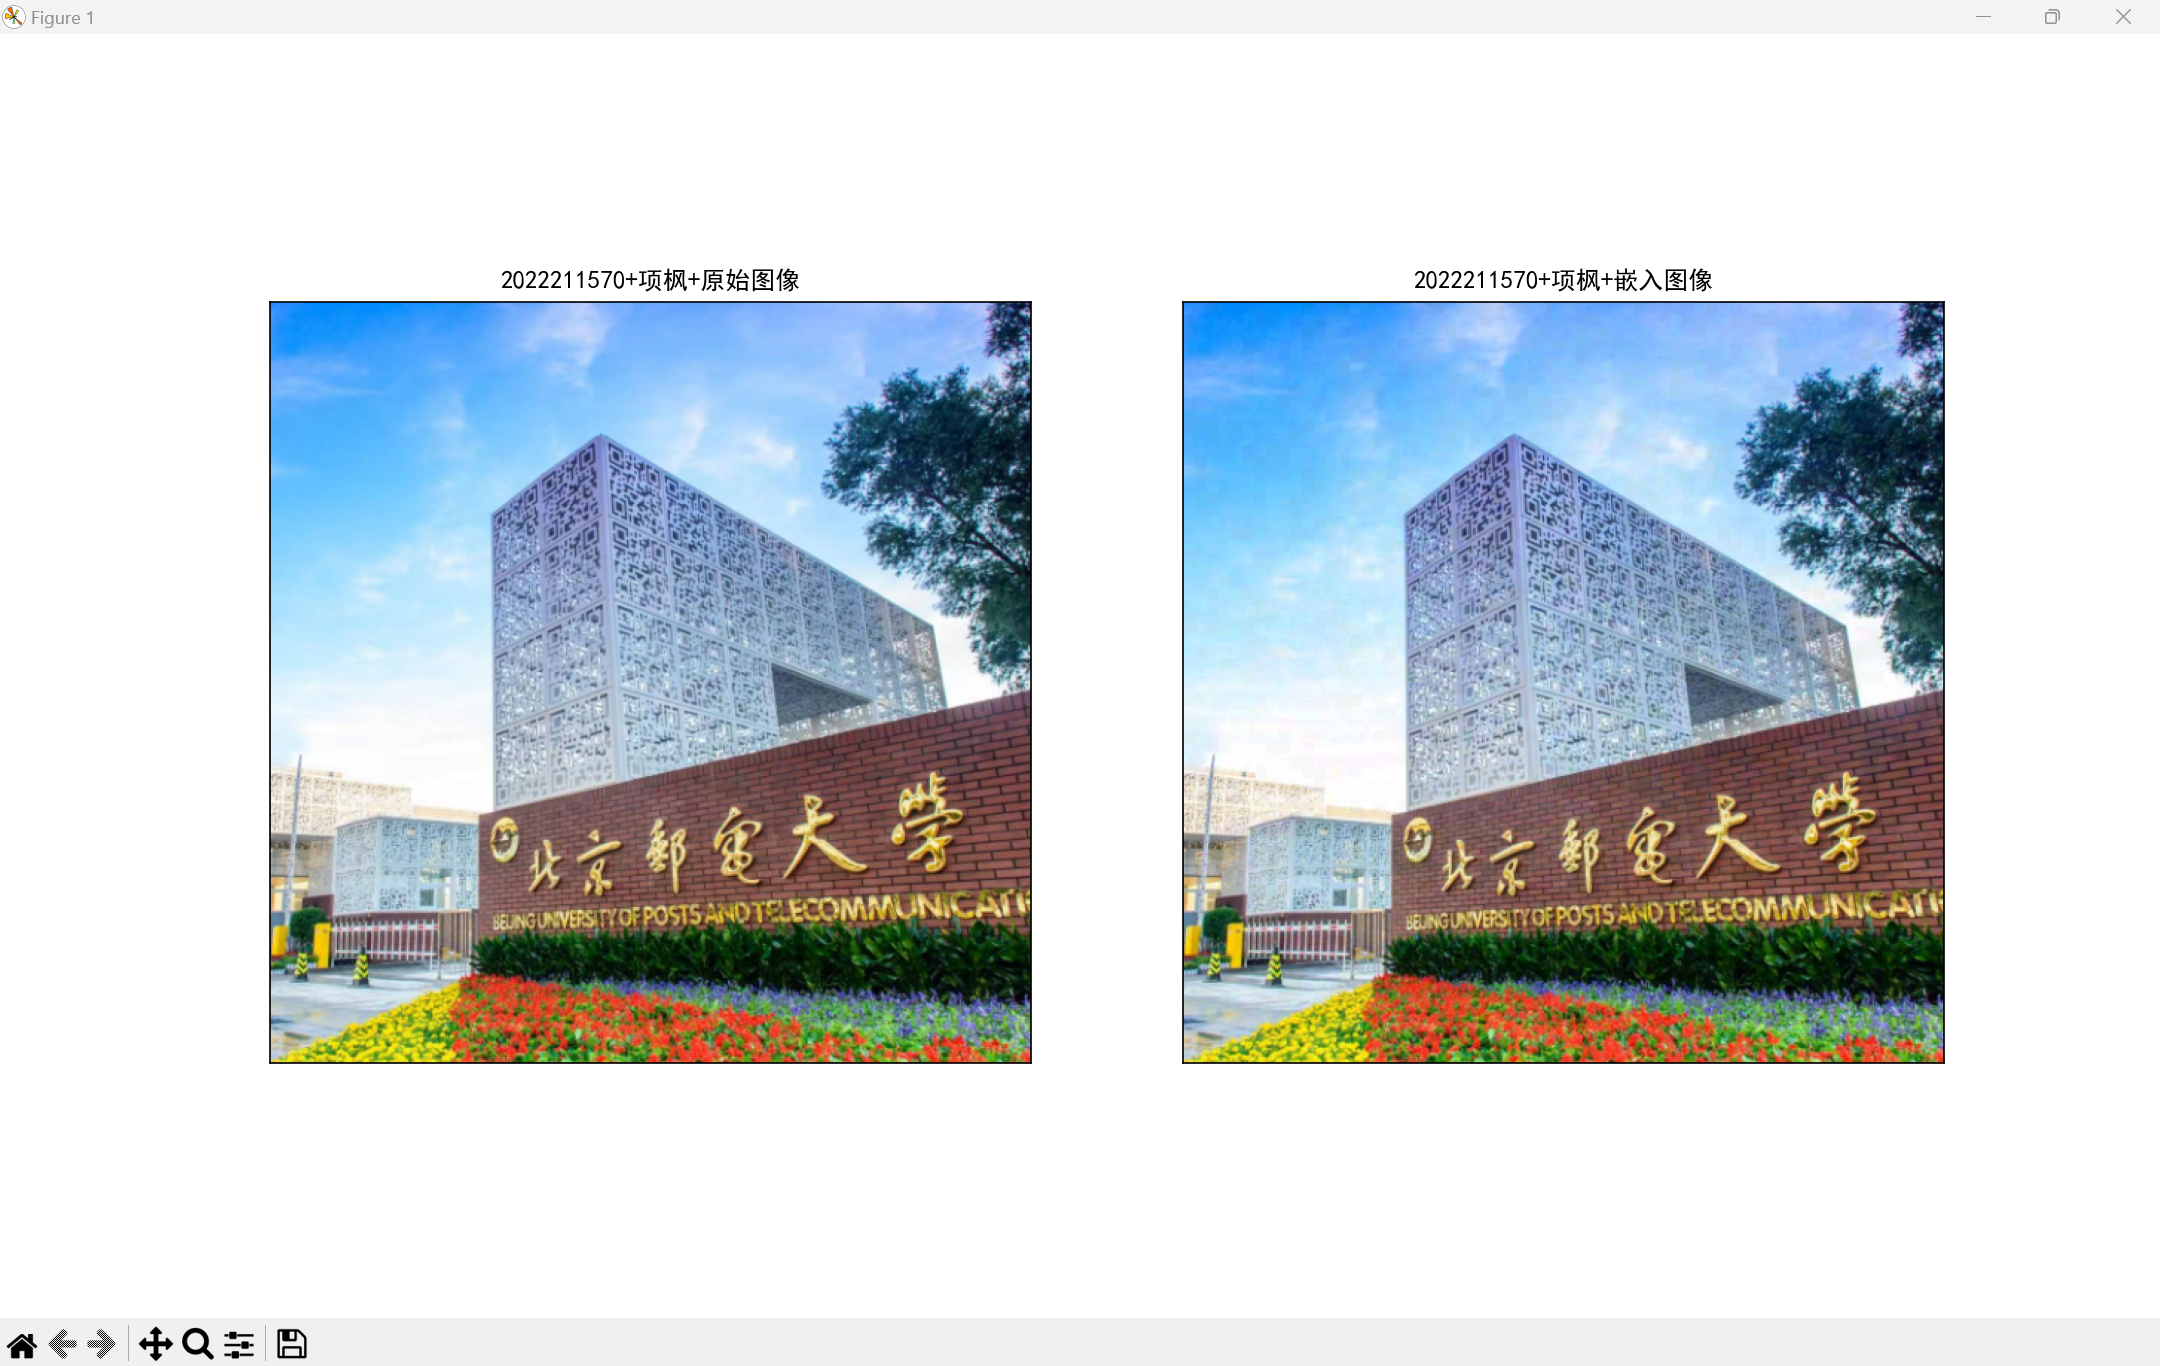 Figure 1
2022211570+项枫+原始图像
2022211570+项枫+嵌入图像
北京郵電大學
BEIJING UNIVERSITY OF POSTS AND TELECOMMUNICATI
北京郵電大學
BEIJING UNIVERSITY OF POSTS AND TELECOMMUNICATI